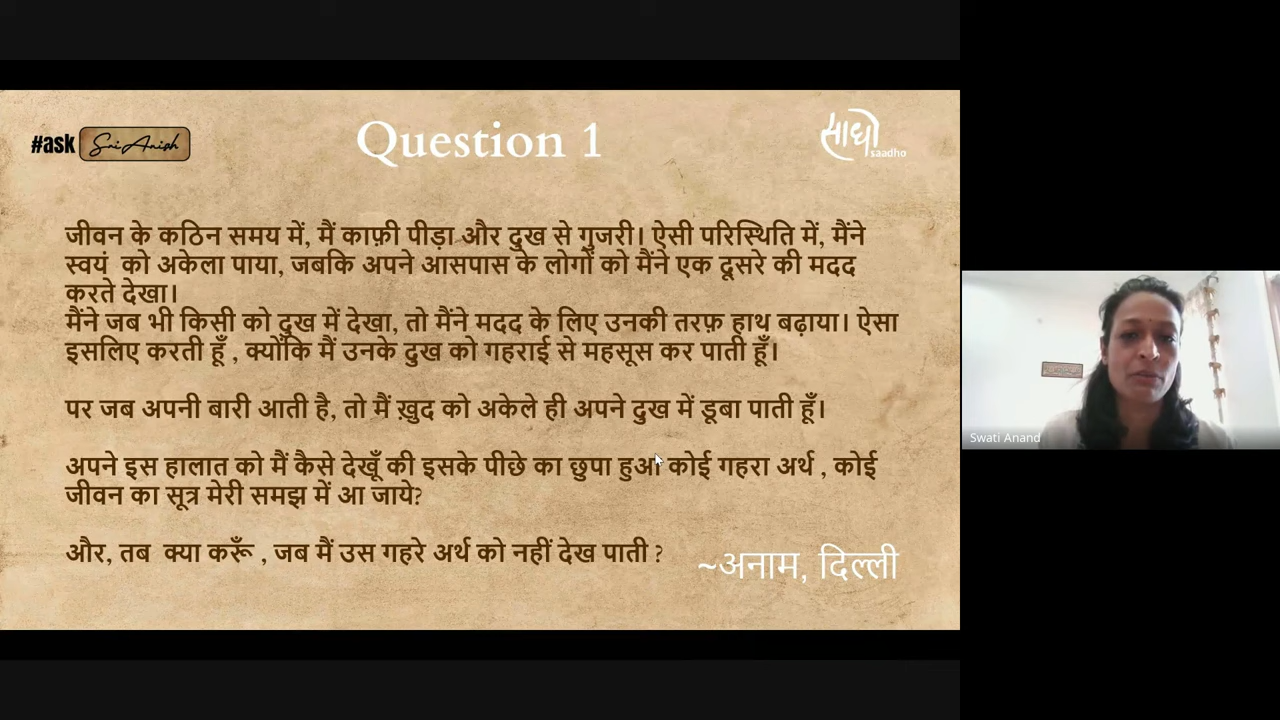 #ask Sri Anish
Question 1
साधो
saadho
जीवन के कठिन समय में, मैं काफ़ी पीड़ा और दुख से गुजरी। ऐसी परिस्थिति में, मैंने
स्वयं  को अकेला पाया, जबकि अपने आसपास के लोगों को मैंने एक दूसरे की मदद
करते देखा।
मैंने जब भी किसी को दुख में देखा, तो मैंने मदद के लिए उनकी तरफ़ हाथ बढ़ाया। ऐसा
इसलिए करती हूँ , क्योंकि मैं उनके दुख को गहराई से महसूस कर पाती हूँ।
पर जब अपनी बारी आती है, तो मैं ख़ुद को अकेले ही अपने दुख में डूबा पाती हूँ।
अपने इस हालात को मैं कैसे देखूँ की इसके पीछे का छुपा हुआ कोई गहरा अर्थ , कोई
जीवन का सूत्र मेरी समझ में आ जाये?
और, तब  क्या करूँ , जब मैं उस गहरे अर्थ को नहीं देख पाती ?
~अनाम, दिल्ली
Swati Anand